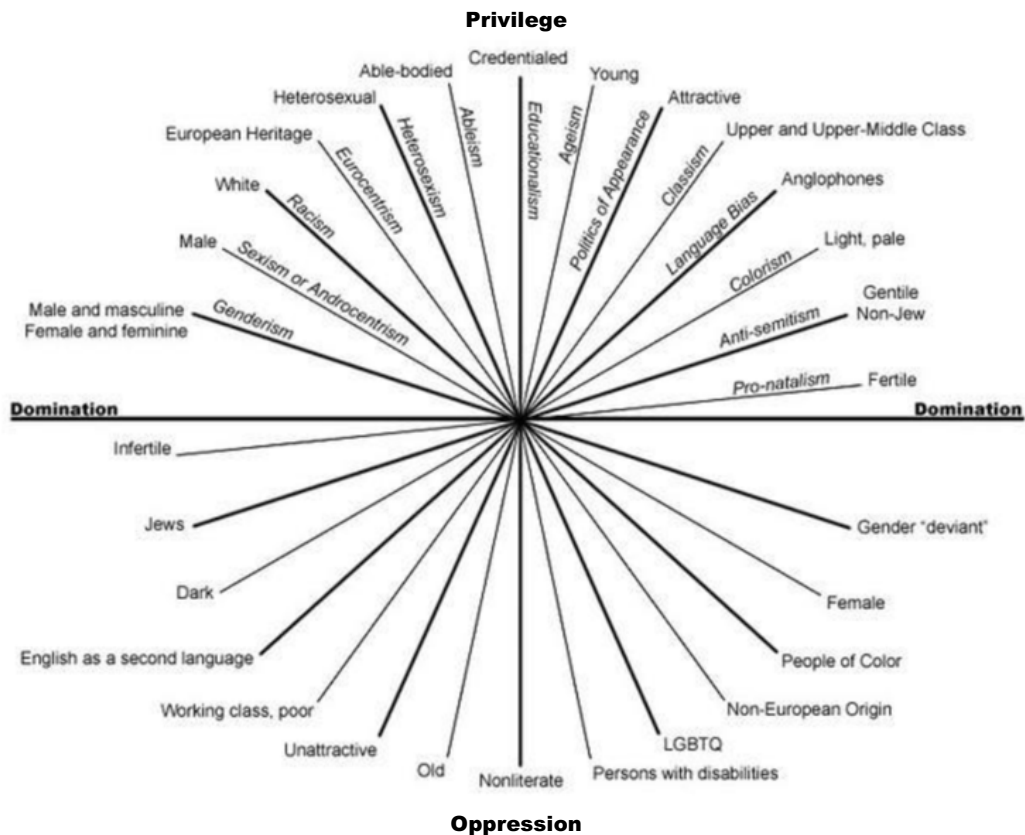 Privilege
Credentialed
Able-bodied
Young
Heterosexual
Attractive
European Heritage
Upper and Upper-Middle Class
White
Anglophones
Male
Light, pale
Male and masculine
Female and feminine
Gentile
Non-Jew
Fertile
Genderism
Sexism or Androcentrism
Racism
Eurocentrism
Heterosexism
Ableism
Educationalism
Ageism
Politics of Appearance
Classism
Language Bias
Colorism
Anti-semitism
Pro-natalism
Domination
Domination
Infertile
Jews
Gender “deviant”
Dark
Female
English as a second language
People of Color
Working class, poor
Non-European Origin
Unattractive
LGBTQ
Old
Nonliterate
Persons with disabilities
Oppression